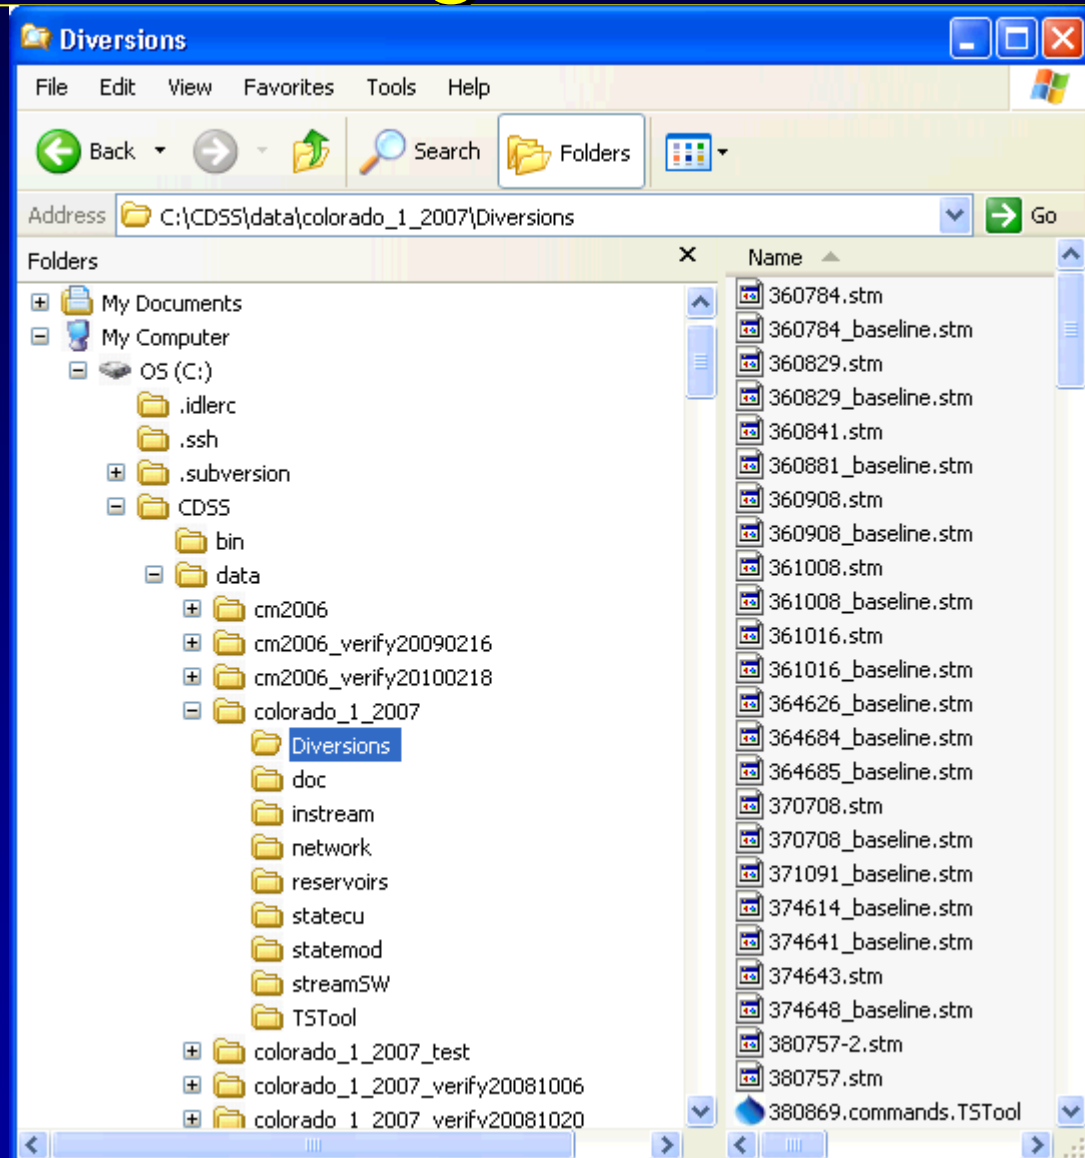 Diversions
File Edit View Favorites Tools Help
Back Search Folders
Address C:\CDSS\data\colorado_1_2007\Diversions Go
Folders
My Documents
My Computer
OS (C:)
.idlerc
.ssh
.subversion
CDSS
bin
data
cm2006
cm2006_verify20090216
cm2006_verify20100218
colorado_1_2007
Diversions
doc
instream
network
reservoirs
statecu
statemod
streamSW
TSTool
colorado_1_2007_test
colorado_1_2007_verify20081006
colorado_1_2007_verify20081020
Name
360784.stm
360784_baseline.stm
360829.stm
360829_baseline.stm
360841.stm
360881_baseline.stm
360908.stm
360908_baseline.stm
361008.stm
361008_baseline.stm
361016.stm
361016_baseline.stm
364626_baseline.stm
364684_baseline.stm
364685_baseline.stm
370708.stm
370708_baseline.stm
371091_baseline.stm
374614_baseline.stm
374641_baseline.stm
374643.stm
374648_baseline.stm
380757-2.stm
380757.stm
380869.commands.TSTool